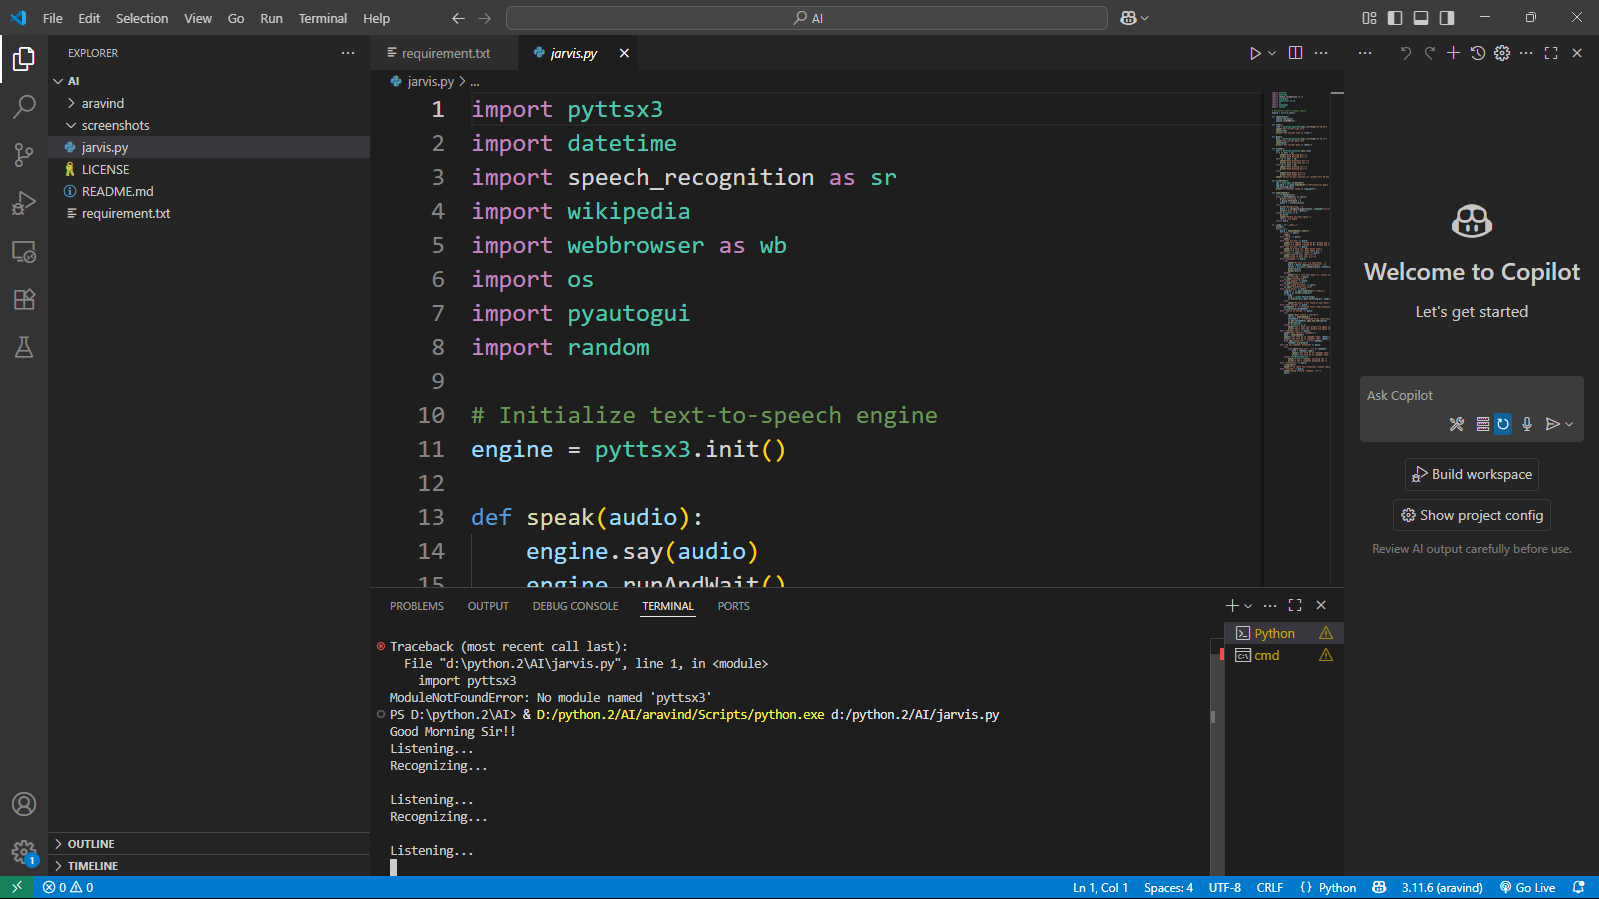 File Edit Selection View Go Run Terminal Help
AI
EXPLORER
AI
aravind
screenshots
jarvis.py
LICENSE
README.md
requirement.txt
OUTLINE
TIMELINE
requirement.txt
jarvis.py
jarvis.py > ...
1 import pyttsx3
2 import datetime
3 import speech_recognition as sr
4 import wikipedia
5 import webbrowser as wb
6 import os
7 import pyautogui
8 import random
9
10 # Initialize text-to-speech engine
11 engine = pyttsx3.init()
12
13 def speak(audio):
14 engine.say(audio)
15 engine.runAndWait()
PROBLEMS OUTPUT DEBUG CONSOLE TERMINAL PORTS
Traceback (most recent call last):
File "d:\python.2\AI\jarvis.py", line 1, in <module>
import pyttsx3
ModuleNotFoundError: No module named 'pyttsx3'
PS D:\python.2\AI> & D:/python.2/AI/aravind/Scripts/python.exe d:/python.2/AI/jarvis.py
Good Morning Sir!!
Listening...
Recognizing...
Listening...
Recognizing...
Listening...
Python
cmd
Welcome to Copilot
Let's get started
Ask Copilot
Build workspace
Show project config
Review AI output carefully before use.
1
0 0
Ln 1, Col 1 Spaces: 4 UTF-8 CRLF {} Python 3.11.6 (aravind) Go Live